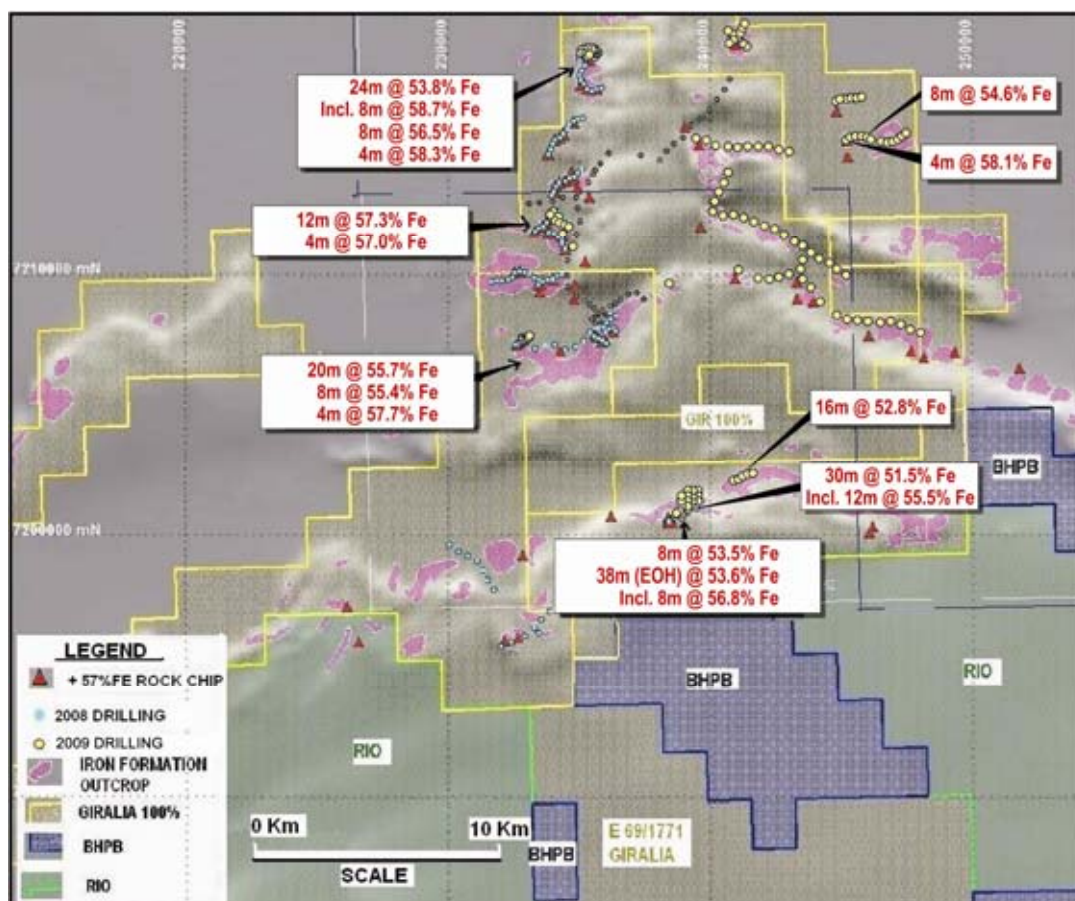 220000
230000
240000
250000
24m @ 53.8% Fe
Incl. 8m @ 58.7% Fe
8m @ 56.5% Fe
4m @ 58.3% Fe
8m @ 54.6% Fe
4m @ 58.1% Fe
12m @ 57.3% Fe
4m @ 57.0% Fe
7210000 mN
20m @ 55.7% Fe
8m @ 55.4% Fe
4m @ 57.7% Fe
16m @ 52.8% Fe
GIR 100%
BHPB
30m @ 51.5% Fe
Incl. 12m @ 55.5% Fe
7200000 mN
8m @ 53.5% Fe
38m (EOH) @ 53.6% Fe
Incl. 8m @ 56.8% Fe
LEGEND
+ 57%FE ROCK CHIP
2008 DRILLING
2009 DRILLING
IRON FORMATION
OUTCROP
GIRALIA 100%
BHPB
RIO
RIO
BHPB
RIO
0 Km
10 Km
SCALE
BHPB
E 69/1771
GIRALIA